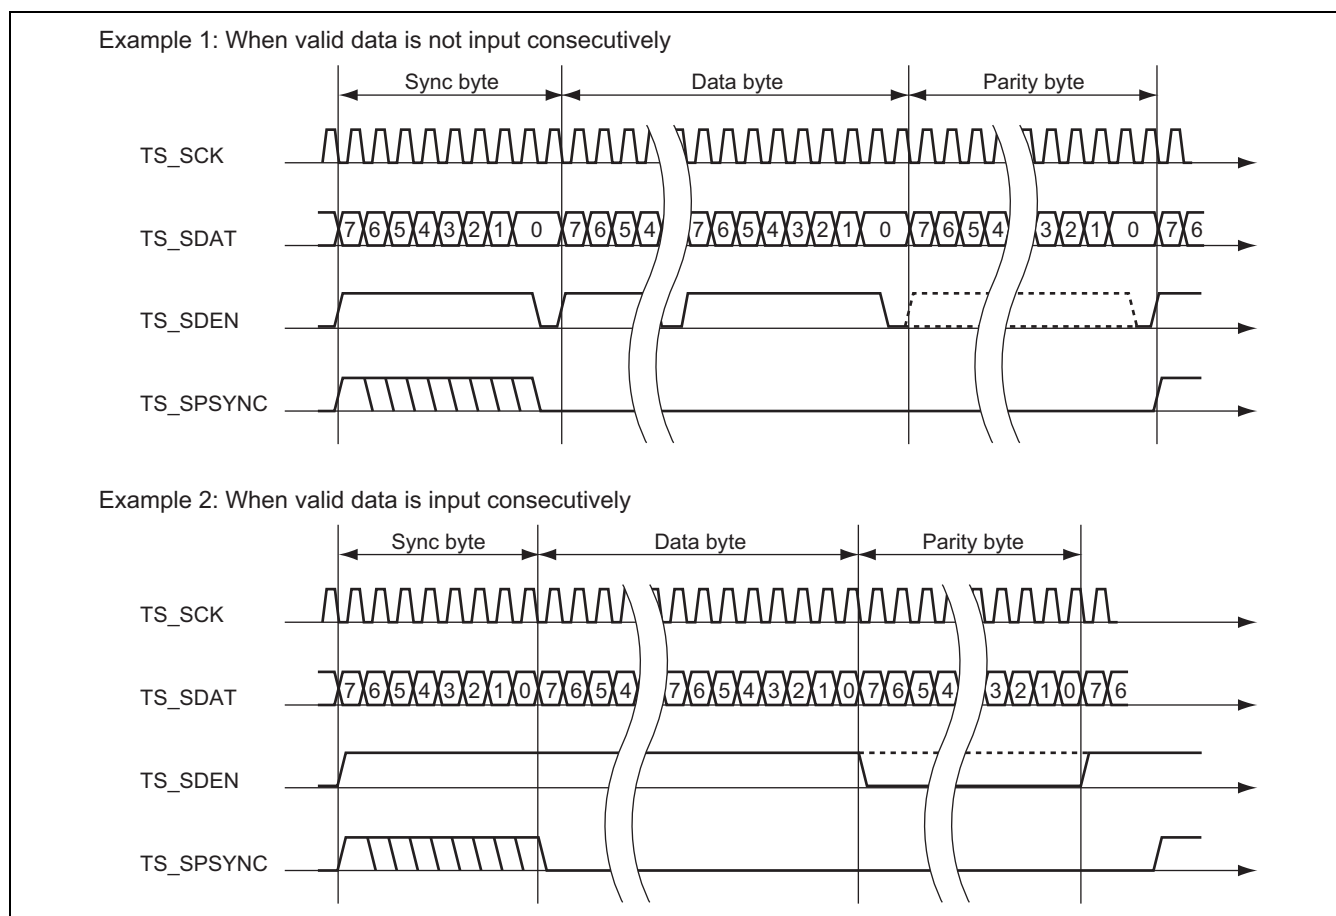 Example 1: When valid data is not input consecutively
Sync byte Data byte Parity byte
TS_SCK
TS_SDAT 7 6 5 4 3 2 1 0 7 6 5 4 7 6 5 4 3 2 1 0 7 6 5 4 3 2 1 0 7 6
TS_SDEN
TS_SPSYNC
Example 2: When valid data is input consecutively
Sync byte Data byte Parity byte
TS_SCK
TS_SDAT 7 6 5 4 3 2 1 0 7 6 5 4 7 6 5 4 3 2 1 0 7 6 5 4 3 2 1 0 7 6
TS_SDEN
TS_SPSYNC